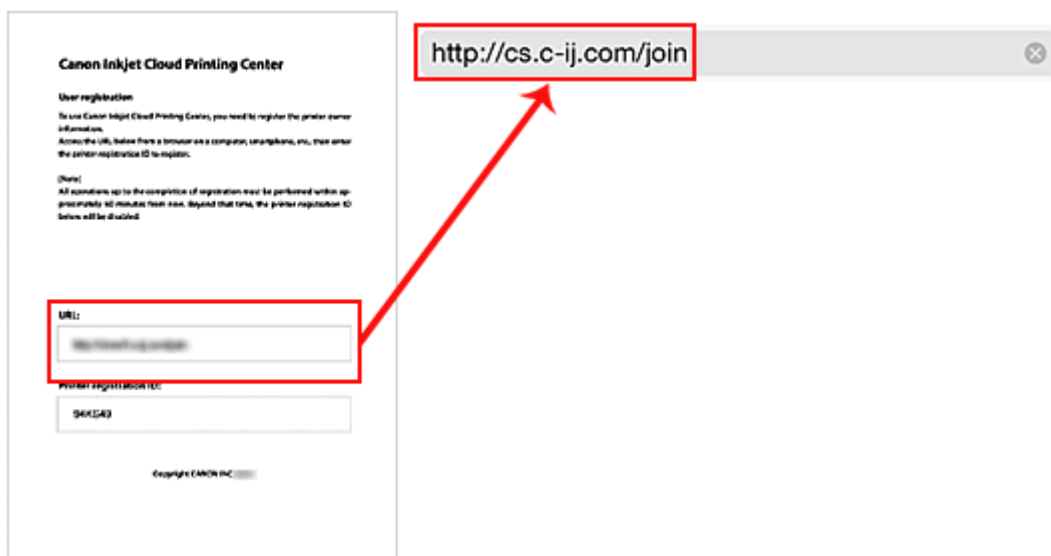 Canon Inkjet Cloud Printing Center
User registration
To use Canon Inkjet Cloud Printing Center, you need to register the printer owner
information.
Access the URL below from a browser on a computer, smartphone, etc., then enter
the printer registration ID to register.
[Note]
All operations up to the completion of registration must be performed within ap-
proximately 60 minutes from now. Beyond that time, the printer registration ID
below will be disabled.
URL:
Printer registration ID:
Copyright CANON INC.
http://cs.c-ij.com/join